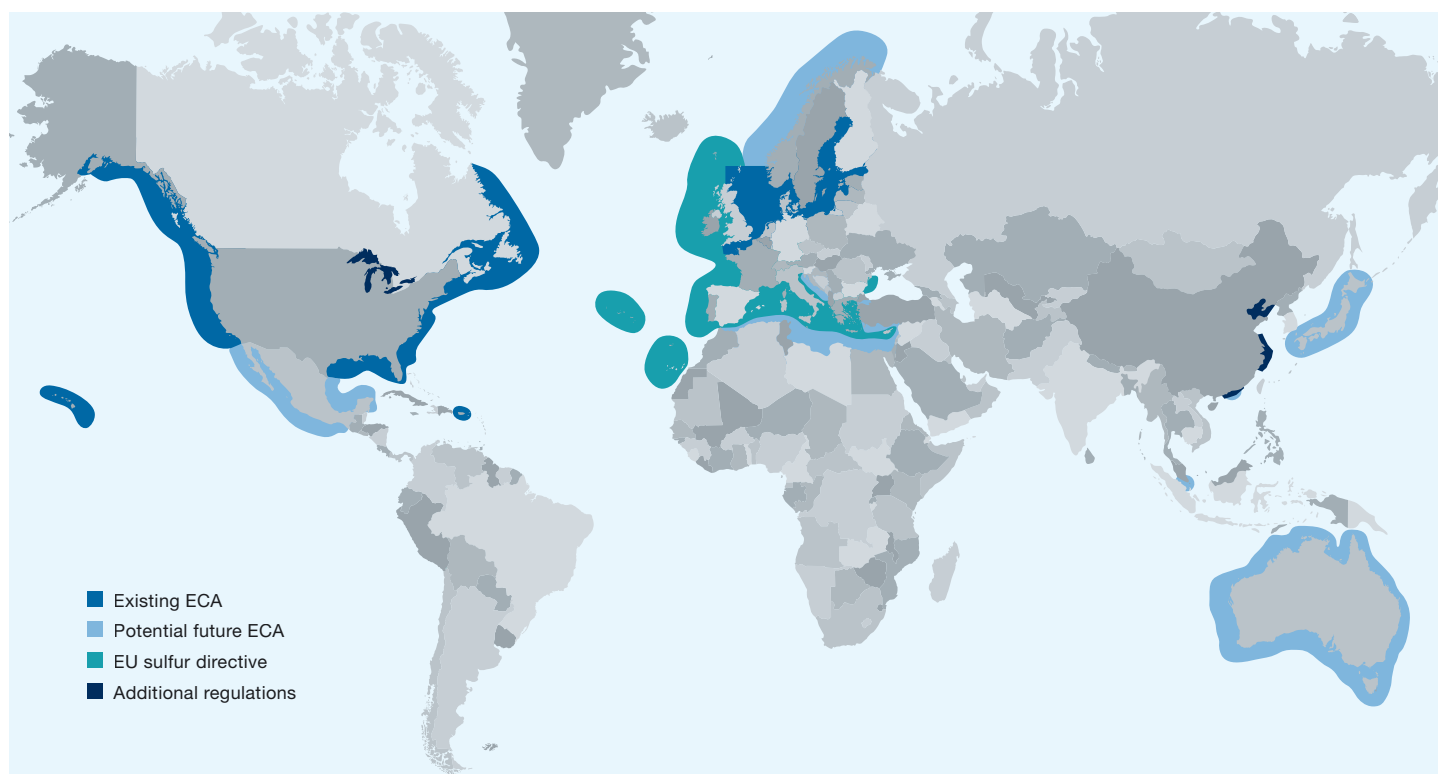 Existing ECA
Potential future ECA
EU sulfur directive
Additional regulations